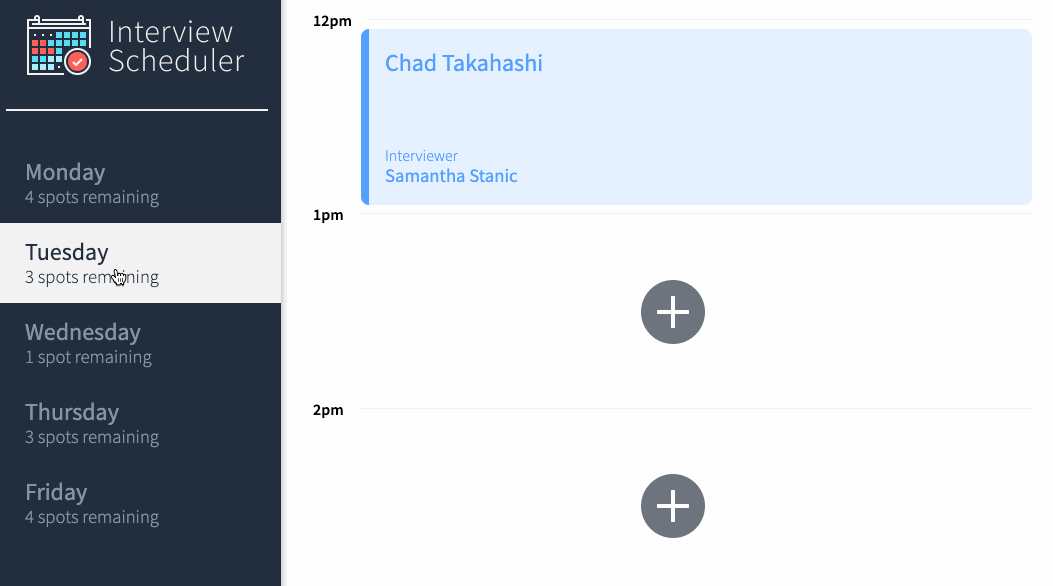 Interview
Scheduler
Monday
4 spots remaining
Tuesday
3 spots remaining
Wednesday
1 spot remaining
Thursday
3 spots remaining
Friday
4 spots remaining
12pm
Chad Takahashi
Interviewer
Samantha Stanic
1pm
2pm